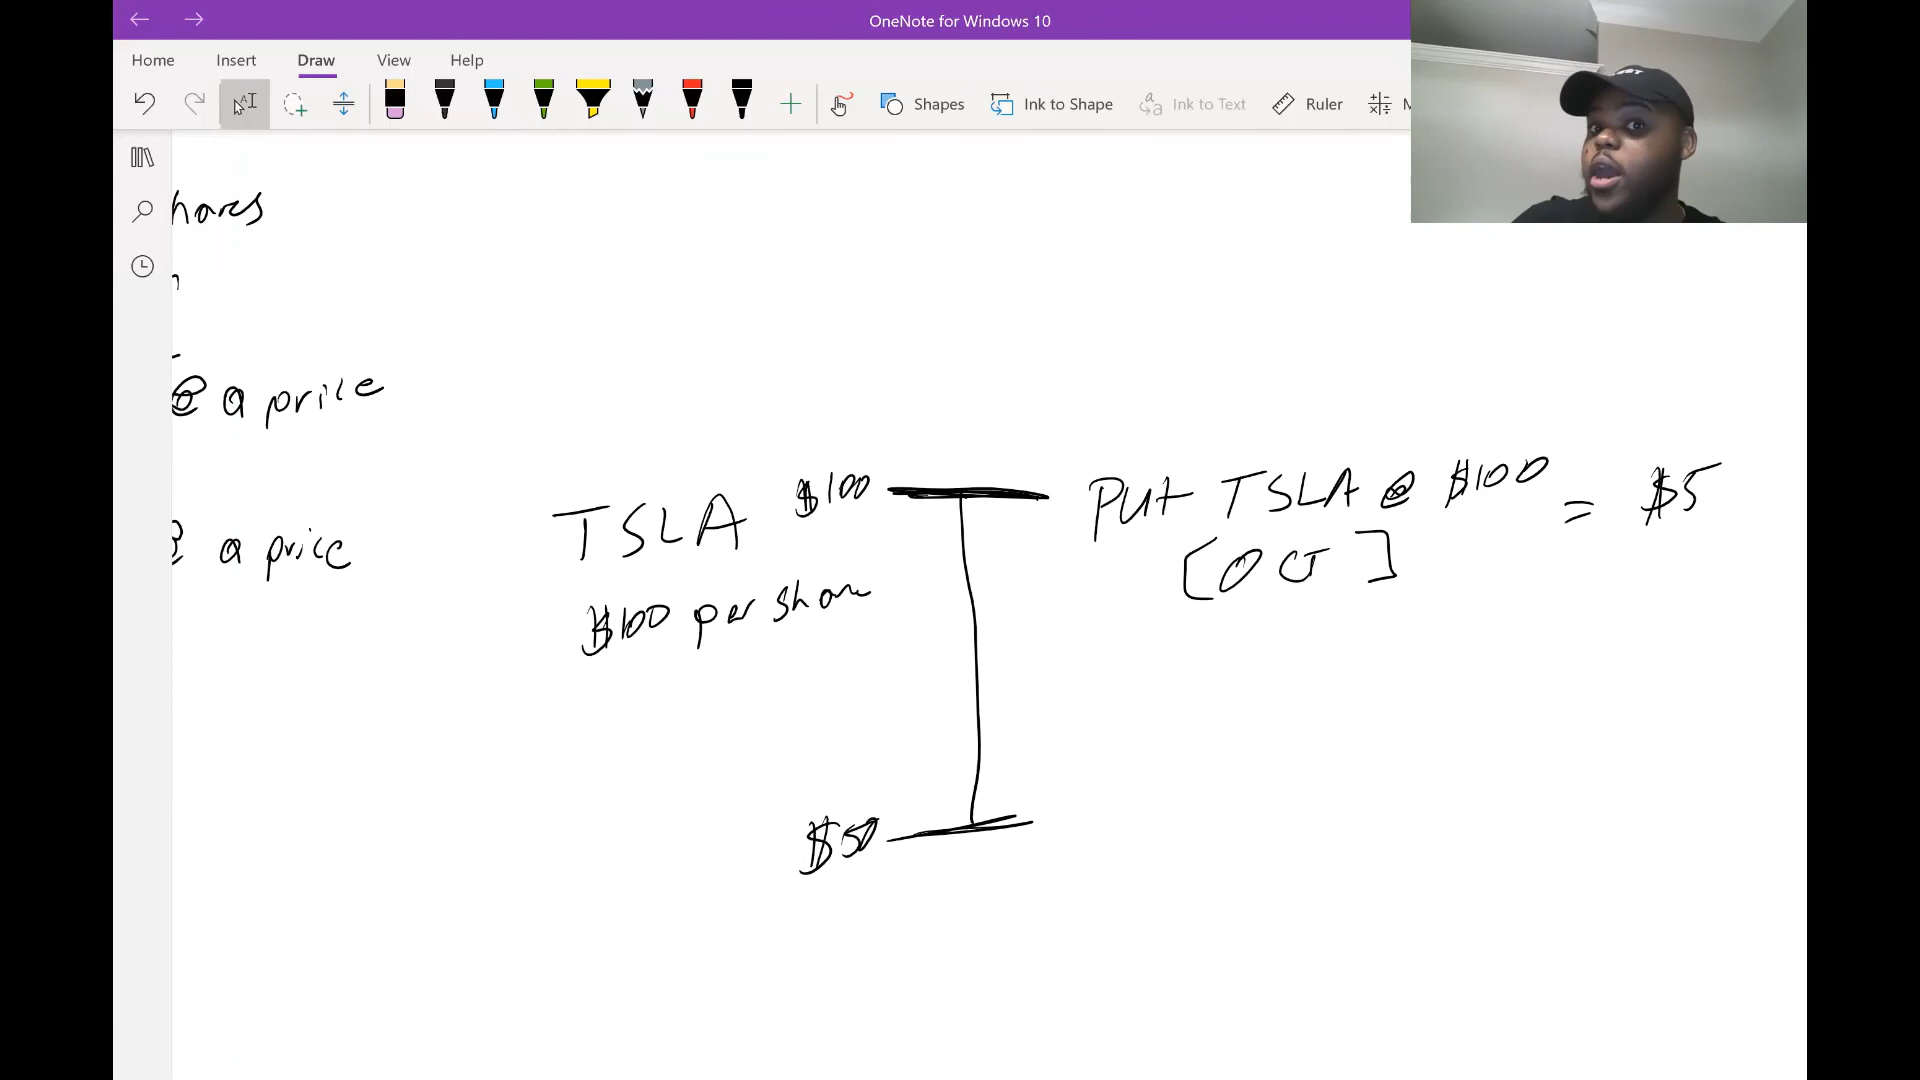 OneNote for Windows 10
Home Insert Draw View Help
Shapes Ink to Shape Ink to Text Ruler M
hares
@ a price
a price
TSLA
$100 per share
$100
$50
PUT TSLA @ $100 = $5
[OCT]